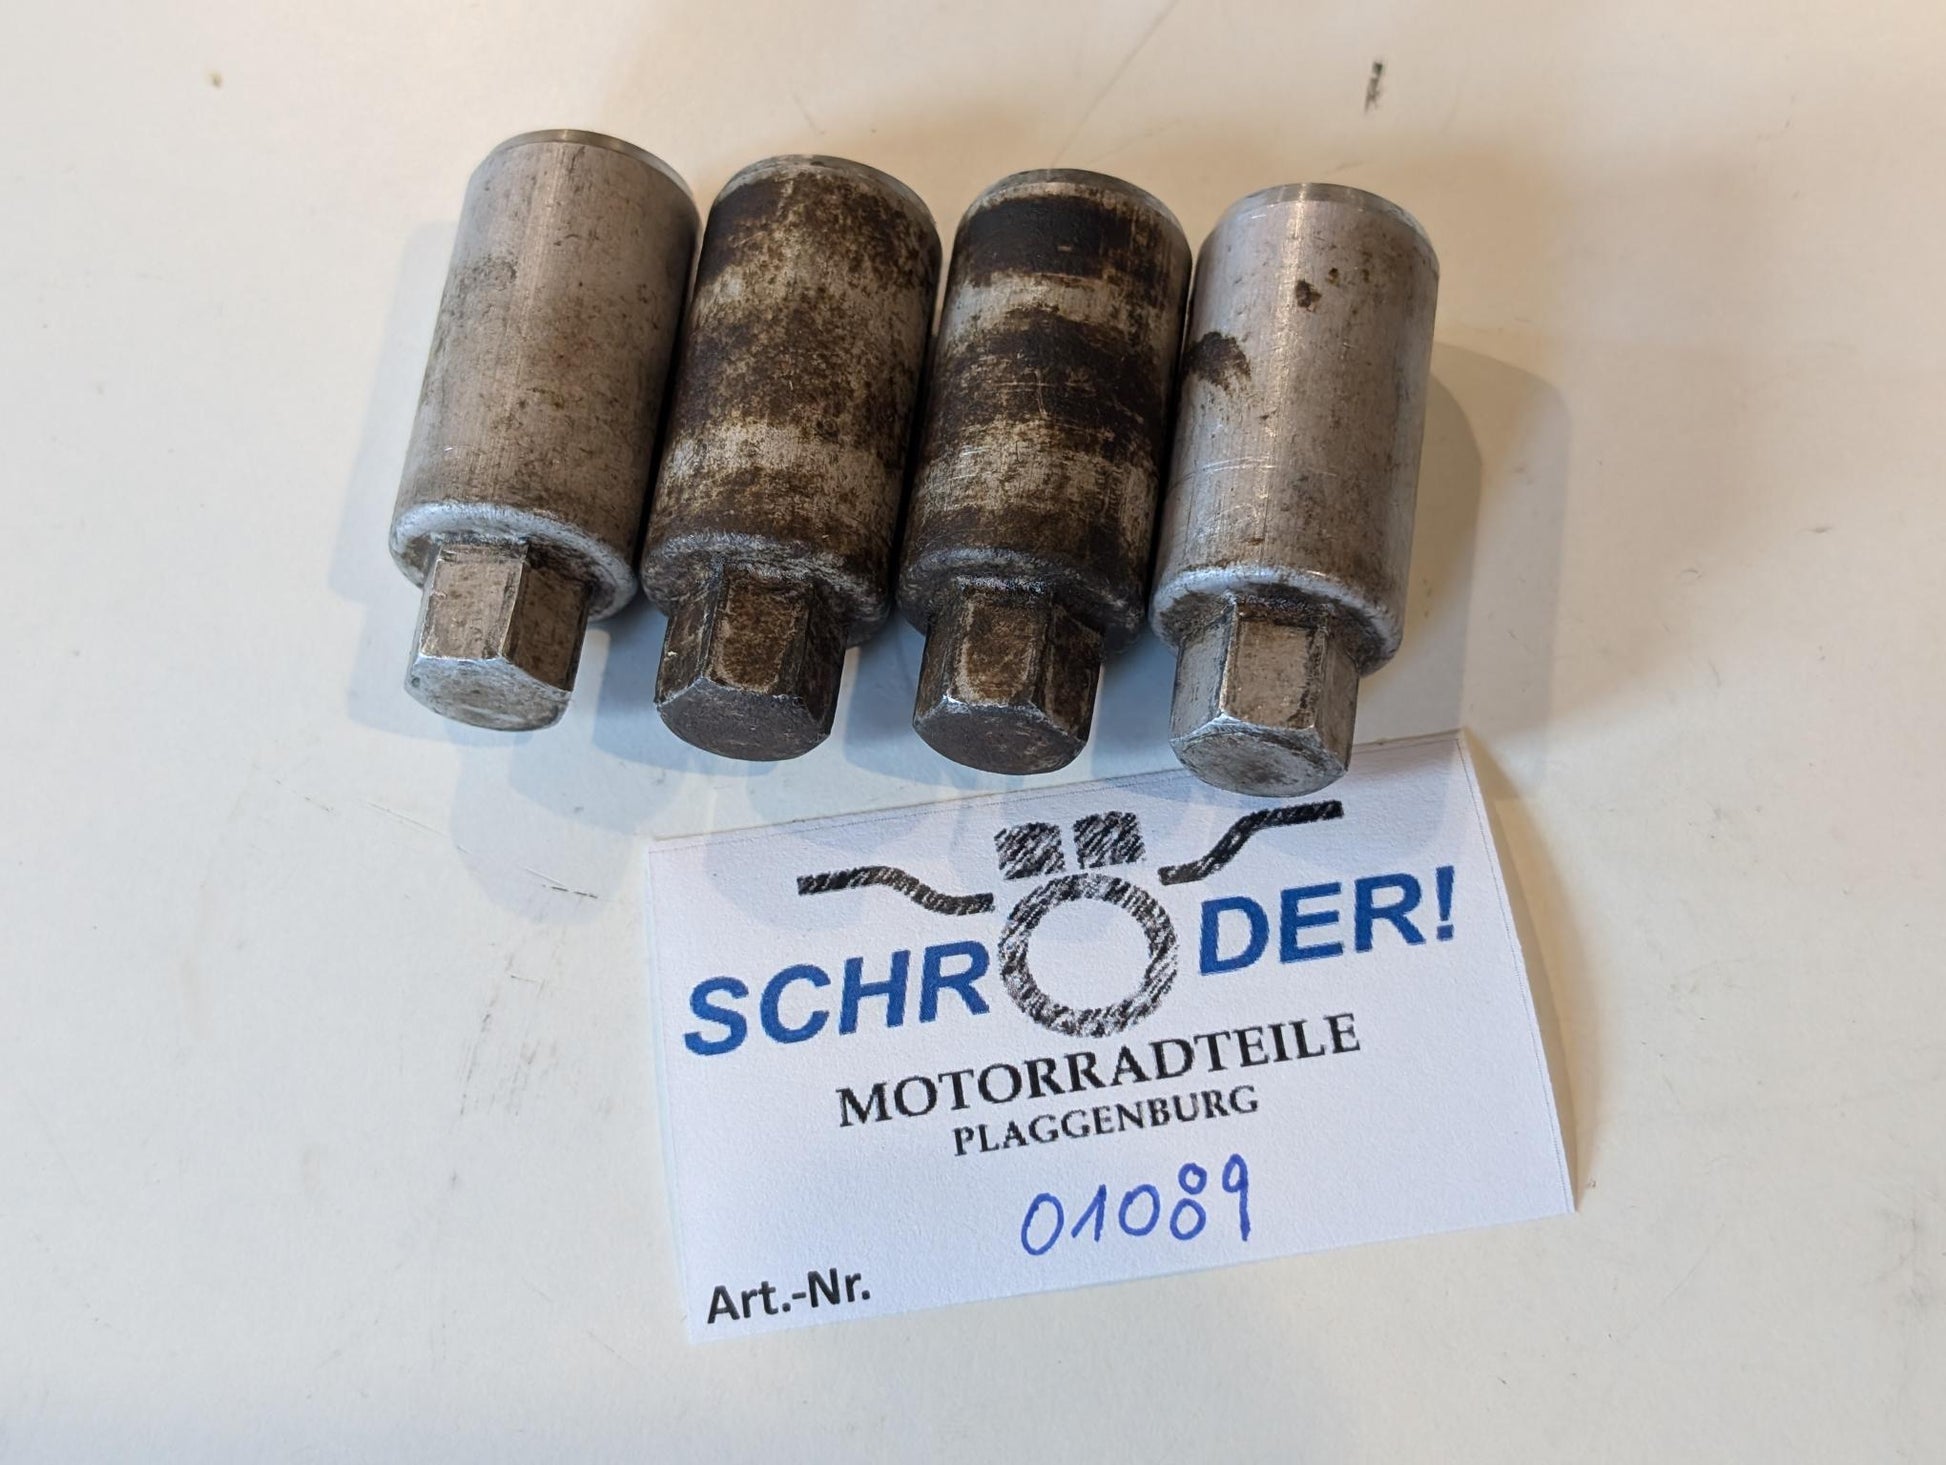 SCHRÖDER!
MOTORRADTEILE
PLAGGENBURG
01089
Art.-Nr.